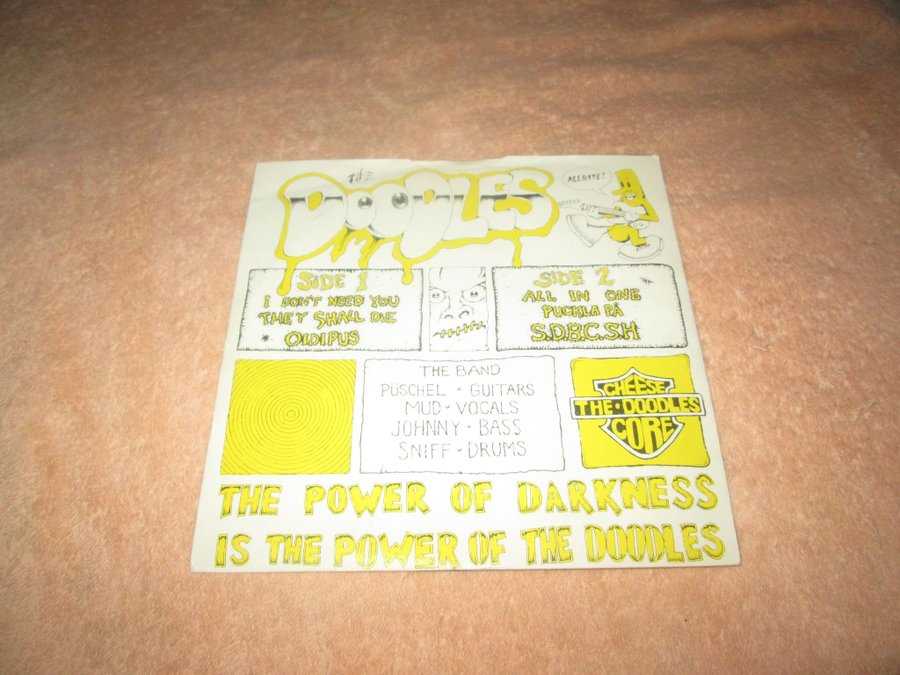 THE
DOODLES
ALLRITE!
SIDE 1
I DON'T NEED YOU
THEY SHALL DIE
* OIDIPUS
SIDE 2
ALL IN ONE
PUCKLA PÅ
S.D.B.C.S.H
THE BAND
PÜSCHEL - GUITARS
MUD - VOCALS
JOHNNY - BASS
SNIFF - DRUMS
CHEESE
THE·DOODLES
CORE
THE POWER OF DARKNESS
IS THE POWER OF THE DOODLES